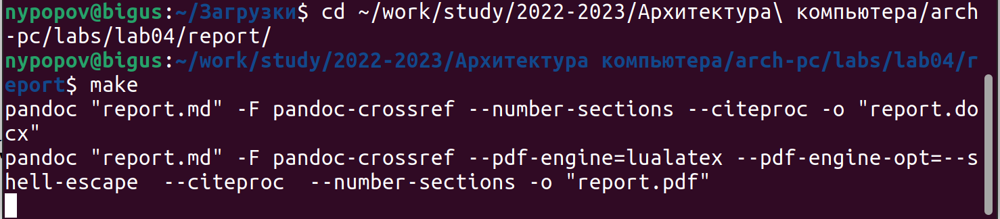 nypopov@bigus:~/Загрузки$ cd ~/work/study/2022-2023/Архитектура\ компьютера/arch
-pc/labs/lab04/report/
nypopov@bigus:~/work/study/2022-2023/Архитектура компьютера/arch-pc/labs/lab04/r
eport$ make
pandoc "report.md" -F pandoc-crossref --number-sections --citeproc -o "report.do
cx"
pandoc "report.md" -F pandoc-crossref --pdf-engine=lualatex --pdf-engine-opt=--s
hell-escape  --citeproc  --number-sections -o "report.pdf"